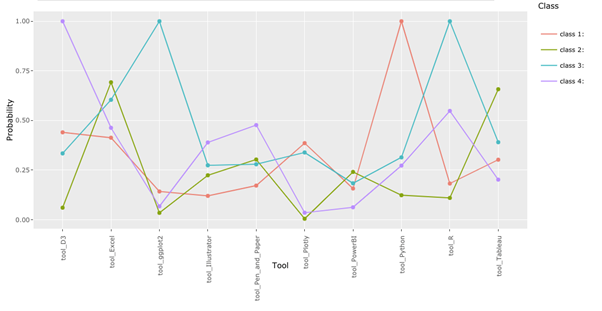 Class
class 1:
class 2:
class 3:
class 4:
Probability
1.00
0.75
0.50
0.25
0.00
tool_D3
tool_Excel
tool_ggplot2
tool_Illustrator
tool_Pen_and_Paper
tool_Plotly
tool_PowerBI
tool_Python
tool_R
tool_Tableau
Tool